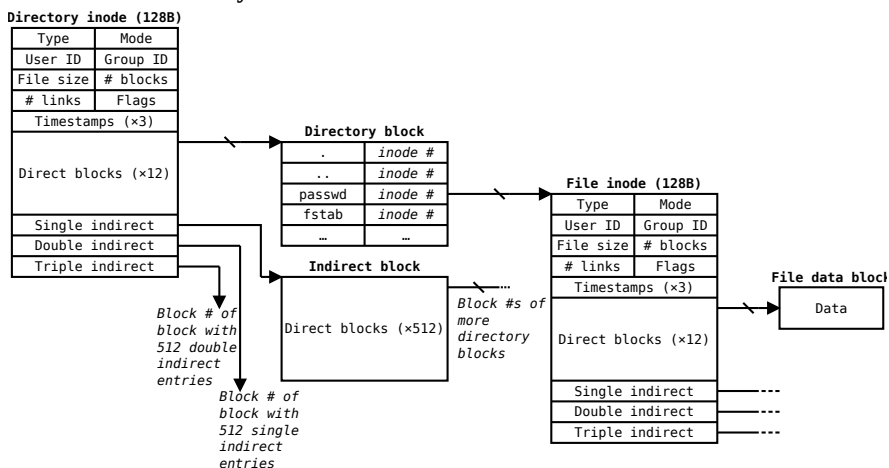 Directory inode (128B)
Type Mode
User ID Group ID
File size # blocks
# links Flags
Timestamps (×3)
Direct blocks (×12)
Single indirect
Double indirect
Triple indirect
Block # of
block with
512 double
indirect
entries
Block # of
block with
512 single
indirect
entries
Directory block
. inode #
.. inode #
passwd inode #
fstab inode #
… …
Indirect block
Direct blocks (×512)
Block #s of
more
directory
blocks
File inode (128B)
Type Mode
User ID Group ID
File size # blocks
# links Flags
Timestamps (×3)
Direct blocks (×12)
Single indirect
Double indirect
Triple indirect
File data block
Data